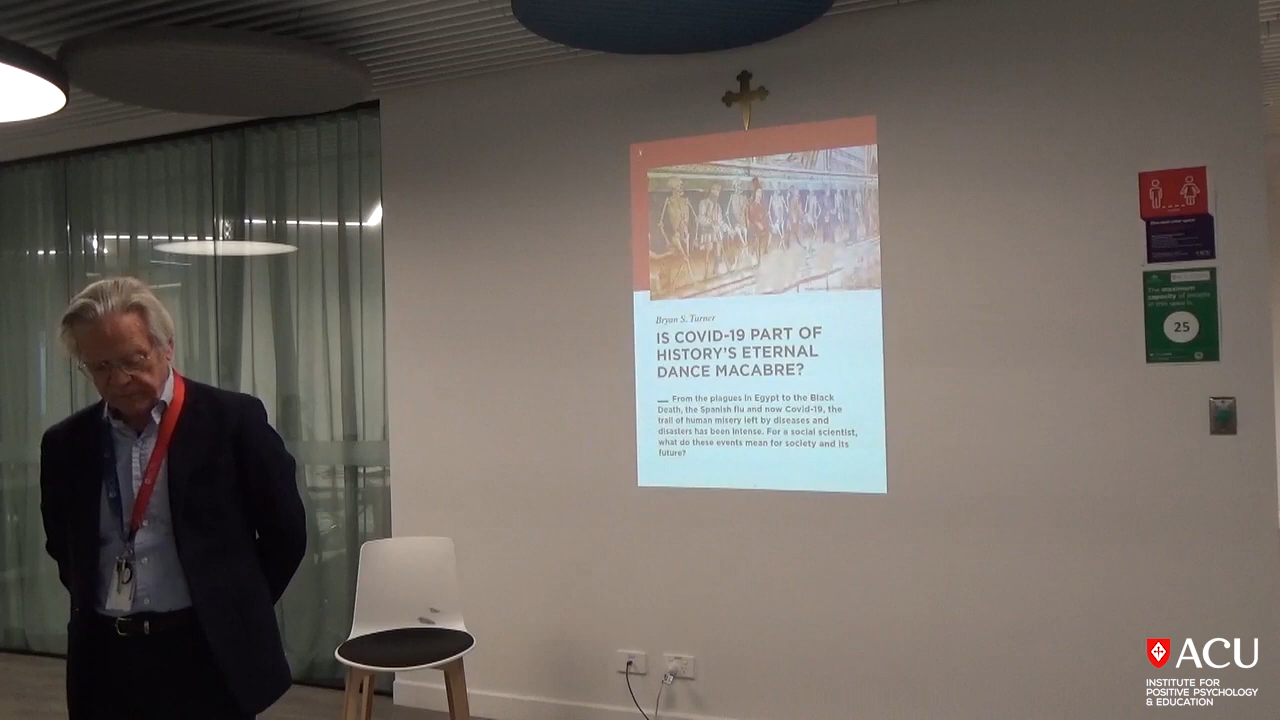 Bryan S. Turner
IS COVID-19 PART OF
HISTORY'S ETERNAL
DANCE MACABRE?
From the plagues in Egypt to the Black
Death, the Spanish flu and now Covid-19, the
trail of human misery left by diseases and
disasters has been intense. For a social scientist,
what do these events mean for society and its
future?
The maximum
capacity of people
in this space is
25
ACU
INSTITUTE FOR
POSITIVE PSYCHOLOGY
& EDUCATION